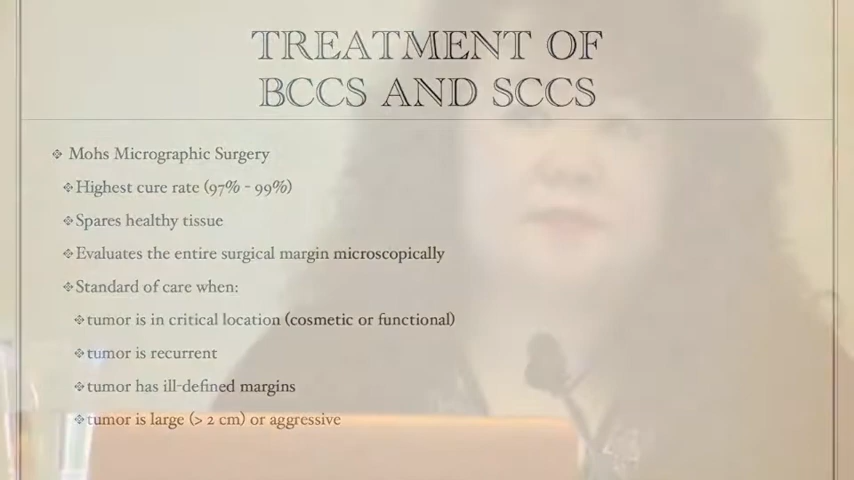 TREATMENT OF
BCCS AND SCCS
Mohs Micrographic Surgery
Highest cure rate (97% - 99%)
Spares healthy tissue
Evaluates the entire surgical margin microscopically
Standard of care when:
tumor is in critical location (cosmetic or functional)
tumor is recurrent
tumor has ill-defined margins
tumor is large (> 2 cm) or aggressive